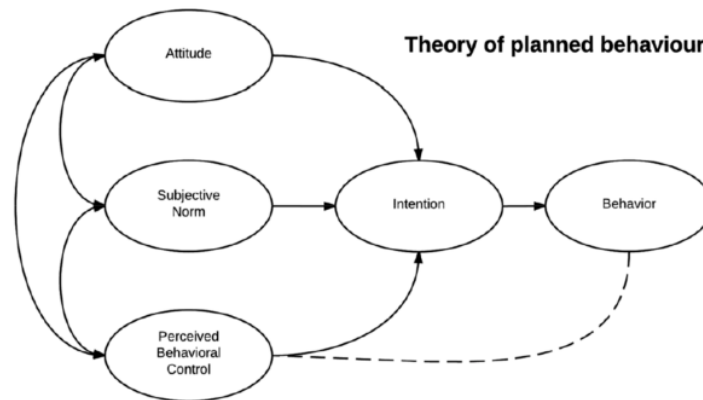 Theory of planned behaviour
Attitude
Subjective
Norm
Intention
Behavior
Perceived
Behavioral
Control